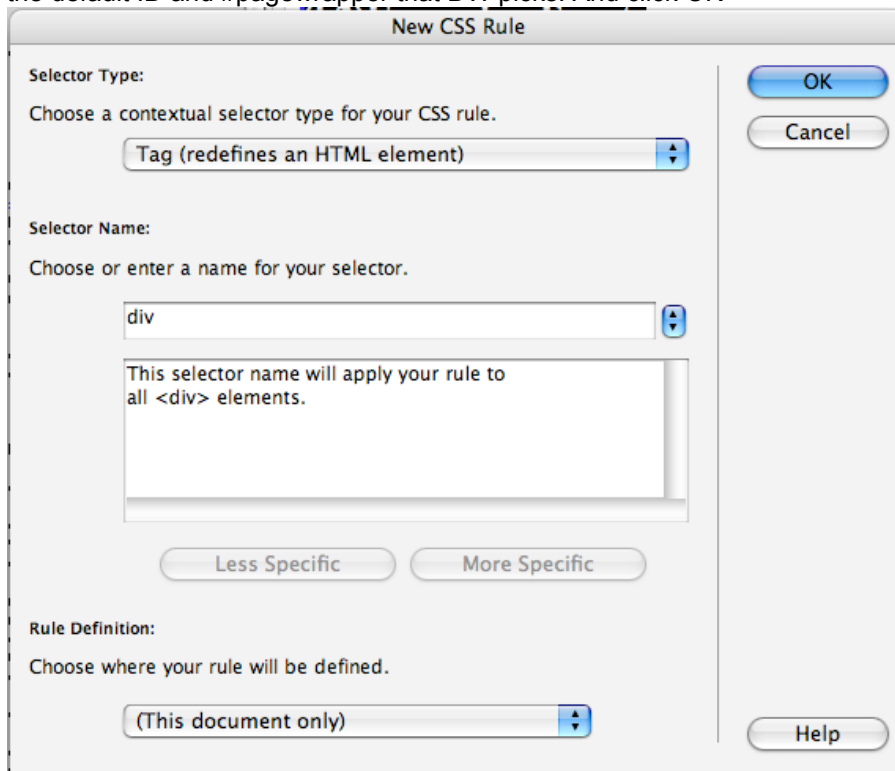 New CSS Rule
Selector Type:
OK
Choose a contextual selector type for your CSS rule.
Cancel
Tag (redefines an HTML element)
Selector Name:
Choose or enter a name for your selector.
div
This selector name will apply your rule to
all <div> elements.
Less Specific
More Specific
Rule Definition:
Choose where your rule will be defined.
(This document only)
Help